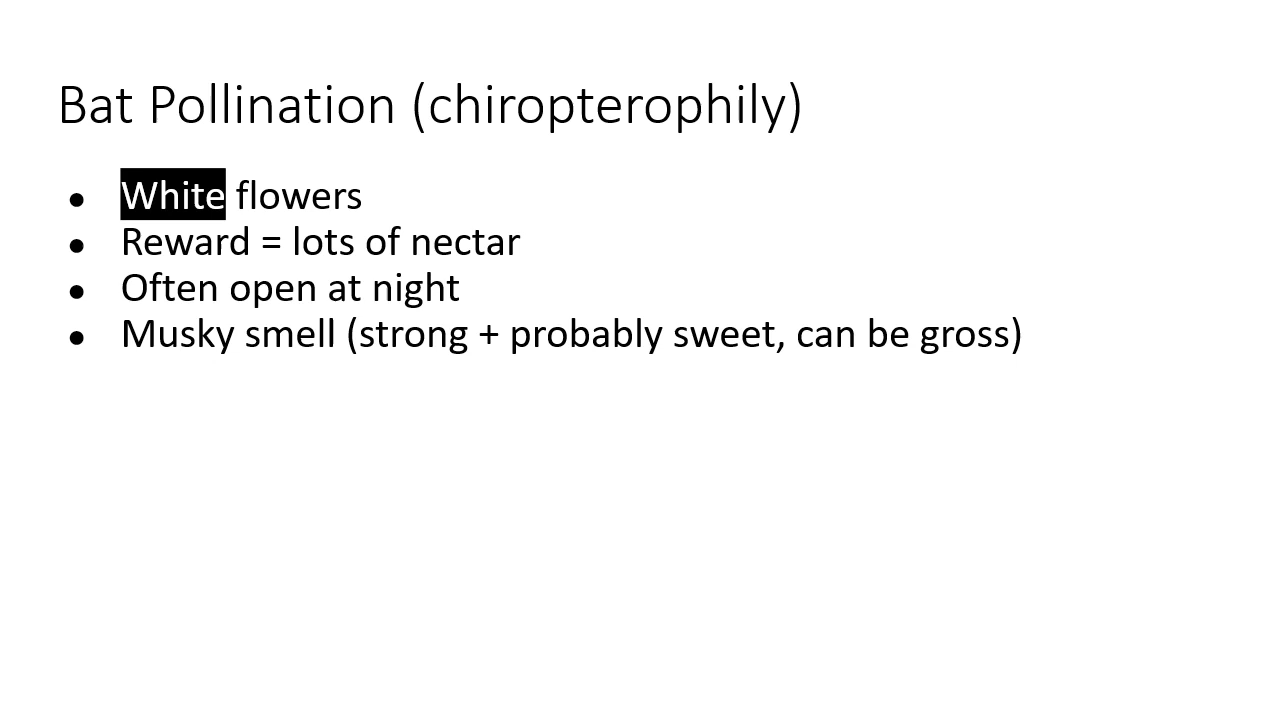 Bat Pollination (chiropterophily)
● White flowers
● Reward = lots of nectar
● Often open at night
● Musky smell (strong + probably sweet, can be gross)